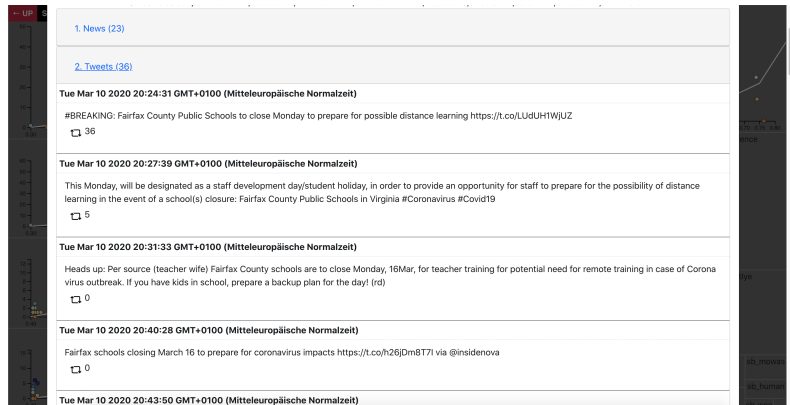 ← UP S
1. News (23)
2. Tweets (36)
Tue Mar 10 2020 20:24:31 GMT+0100 (Mitteleuropäische Normalzeit)
#BREAKING: Fairfax County Public Schools to close Monday to prepare for possible distance learning https://t.co/LUdUH1WjUZ
36
Tue Mar 10 2020 20:27:39 GMT+0100 (Mitteleuropäische Normalzeit)
This Monday, will be designated as a staff development day/student holiday, in order to provide an opportunity for staff to prepare for the possibility of distance
learning in the event of a school(s) closure: Fairfax County Public Schools in Virginia #Coronavirus #Covid19
5
Tue Mar 10 2020 20:31:33 GMT+0100 (Mitteleuropäische Normalzeit)
Heads up: Per source (teacher wife) Fairfax County schools are to close Monday, 16Mar, for teacher training for potential need for remote training in case of Corona
virus outbreak. If you have kids in school, prepare a backup plan for the day! (rd)
0
Tue Mar 10 2020 20:40:28 GMT+0100 (Mitteleuropäische Normalzeit)
Fairfax schools closing March 16 to prepare for coronavirus impacts https://t.co/h26jDm8T7I via @insidenova
0
Tue Mar 10 2020 20:43:50 GMT+0100 (Mitteleuropäische Normalzeit)
sb_mowas
sb_human